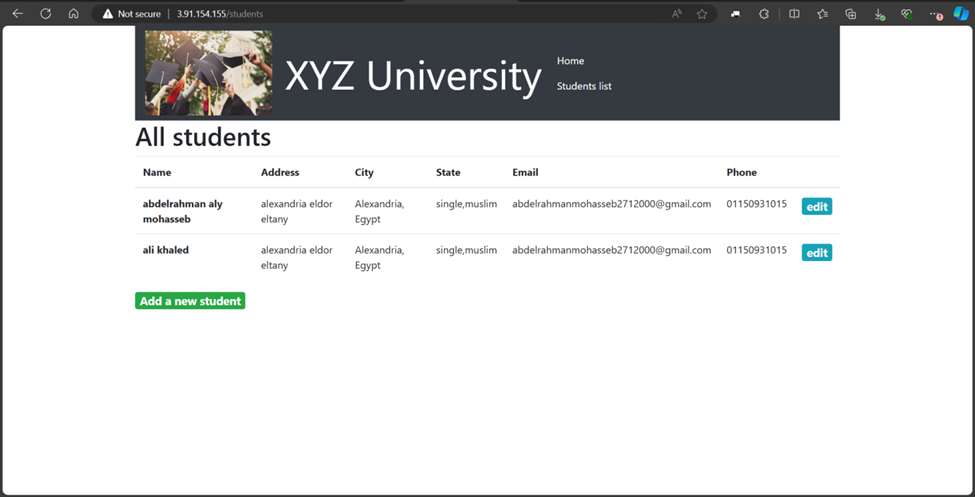 Not secure | 3.91.154.155/students
XYZ University
Home
Students list
All students
Name Address City State Email Phone
abdelrahman aly mohasseb alexandria eldor eltany Alexandria, Egypt single,muslim abdelrahmanmohasseb2712000@gmail.com 01150931015 edit
ali khaled alexandria eldor eltany Alexandria, Egypt single,muslim abdelrahmanmohasseb2712000@gmail.com 01150931015 edit
Add a new student